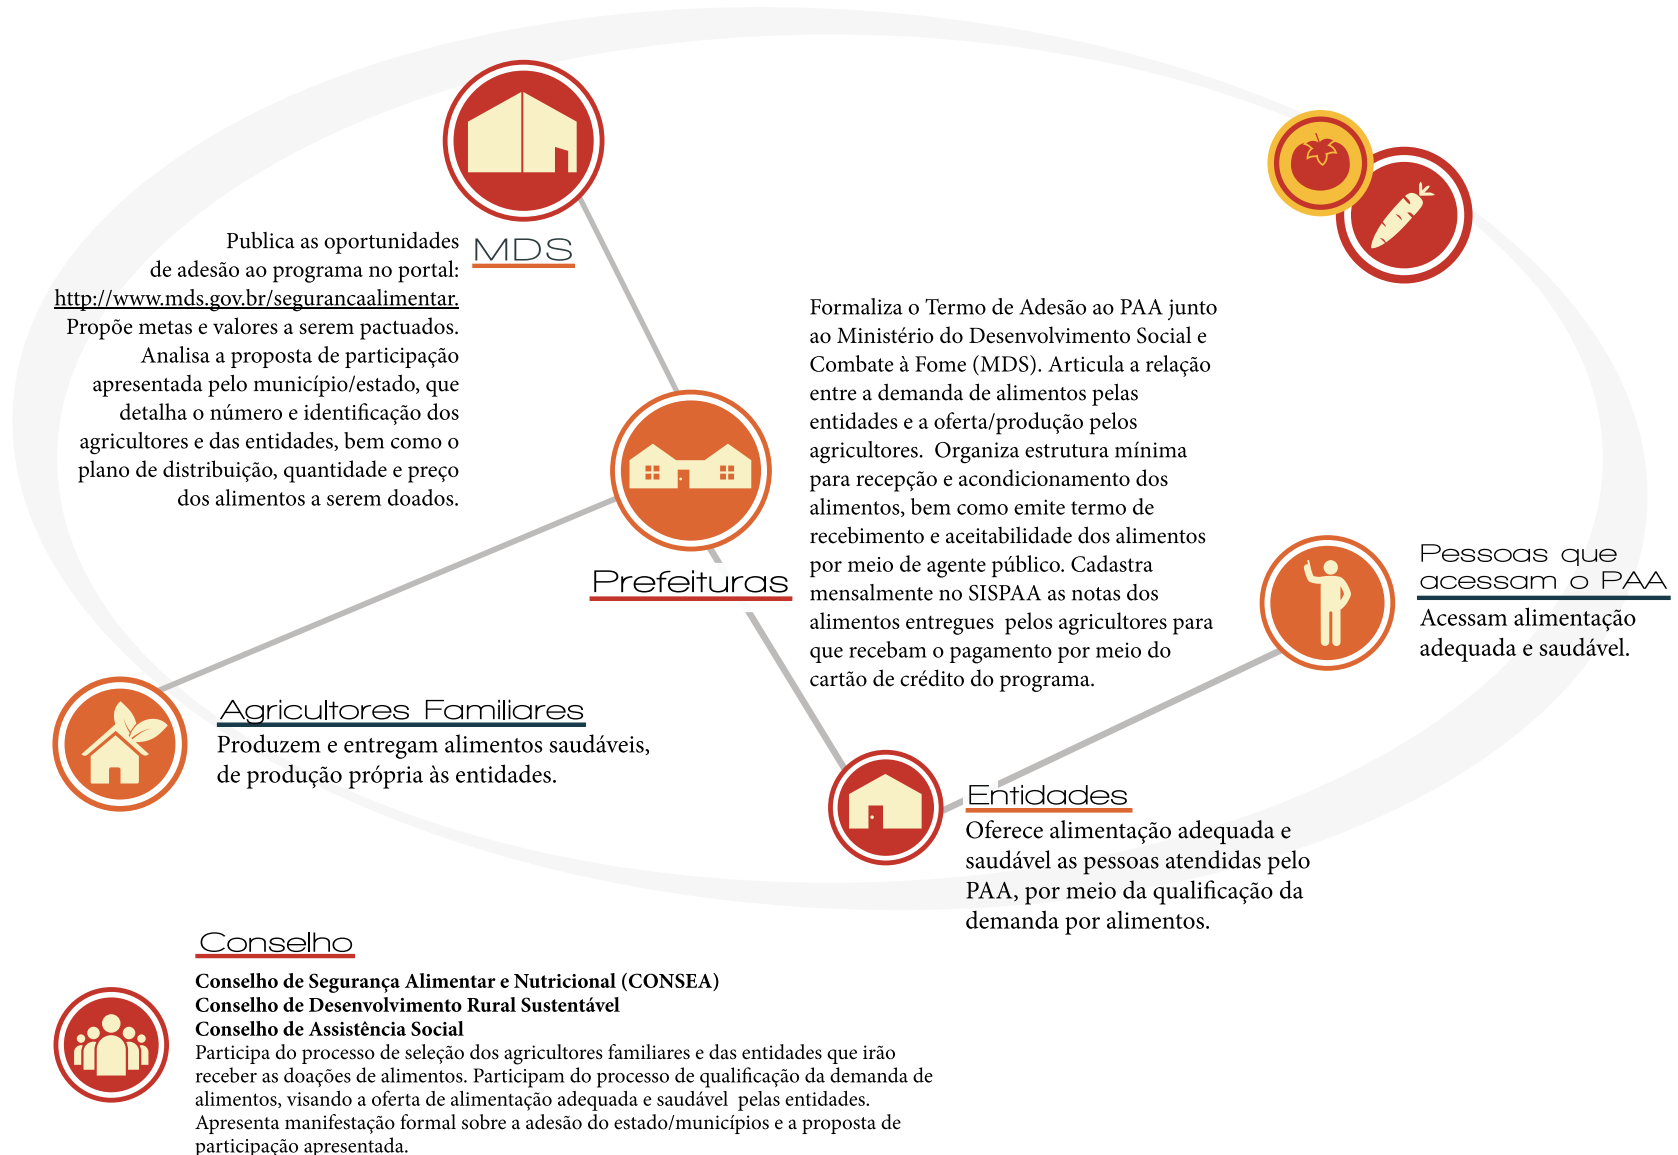 MDS
Publica as oportunidades
de adesão ao programa no portal:
http://www.mds.gov.br/segurancaalimentar.
Propõe metas e valores a serem pactuados.
Analisa a proposta de participação
apresentada pelo município/estado, que
detalha o número e identificação dos
agricultores e das entidades, bem como o
plano de distribuição, quantidade e preço
dos alimentos a serem doados.
Prefeituras
Formaliza o Termo de Adesão ao PAA junto
ao Ministério do Desenvolvimento Social e
Combate à Fome (MDS). Articula a relação
entre a demanda de alimentos pelas
entidades e a oferta/produção pelos
agricultores.  Organiza estrutura mínima
para recepção e acondicionamento dos
alimentos, bem como emite termo de
recebimento e aceitabilidade dos alimentos
por meio de agente público. Cadastra
mensalmente no SISPAA as notas dos
alimentos entregues  pelos agricultores para
que recebam o pagamento por meio do
cartão de crédito do programa.
Pessoas que
acessam o PAA
Acessam alimentação
adequada e saudável.
Agricultores Familiares
Produzem e entregam alimentos saudáveis,
de produção própria às entidades.
Entidades
Oferece alimentação adequada e
saudável as pessoas atendidas pelo
PAA, por meio da qualificação da
demanda por alimentos.
Conselho
Conselho de Segurança Alimentar e Nutricional (CONSEA)
Conselho de Desenvolvimento Rural Sustentável
Conselho de Assistência Social
Participa do processo de seleção dos agricultores familiares e das entidades que irão
receber as doações de alimentos. Participam do processo de qualificação da demanda de
alimentos, visando a oferta de alimentação adequada e saudável  pelas entidades.
Apresenta manifestação formal sobre a adesão do estado/municípios e a proposta de
participação apresentada.